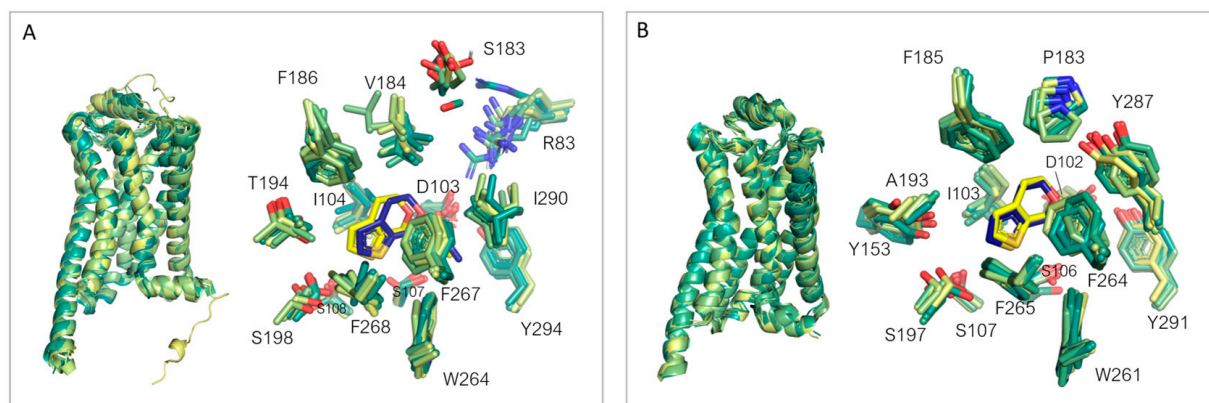 A
S183
F186
V184
R83
T194
I104
D103
I290
S108
S107
F267
S198
F268
Y294
W264
B
F185
P183
Y287
D102
A193
I103
Y153
S106
F264
F265
S197
S107
Y291
W261